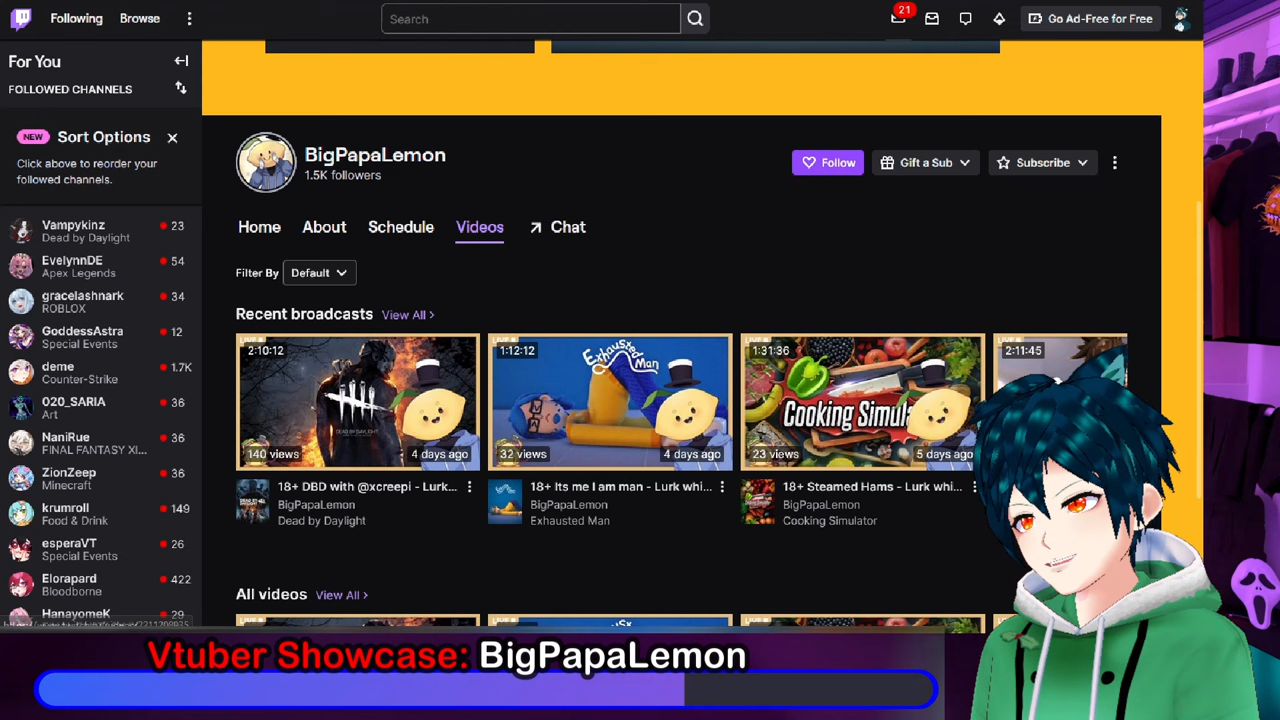 Following Browse Search 21 Go Ad-Free for Free
For You
FOLLOWED CHANNELS
NEW Sort Options
Click above to reorder your
followed channels.
Vampykinz 23
Dead by Daylight
EvelynnDE 54
Apex Legends
gracelashnark 34
ROBLOX
GoddessAstra 12
Special Events
deme 1.7K
Counter-Strike
020_SARIA 36
Art
NaniRue 36
FINAL FANTASY XI...
ZionZeep 36
Minecraft
krumroll 149
Food & Drink
esperaVT 26
Special Events
Elorapard 422
Bloodborne
HanayomeK 29
BigPapaLemon
1.5K followers
Follow Gift a Sub Subscribe
Home About Schedule Videos Chat
Filter By Default
Recent broadcasts View All
2:10:12
DEAD BY DAYLIGHT
140 views 4 days ago
18+ DBD with @xcreepi - Lurk...
BigPapaLemon
Dead by Daylight
1:12:12
Exhausted Man
32 views 4 days ago
18+ Its me I am man - Lurk whi...
BigPapaLemon
Exhausted Man
1:31:36
Cooking Simula
23 views 5 days ago
18+ Steamed Hams - Lurk whi...
BigPapaLemon
Cooking Simulator
2:11:45
All videos View All
Vtuber Showcase: BigPapaLemon